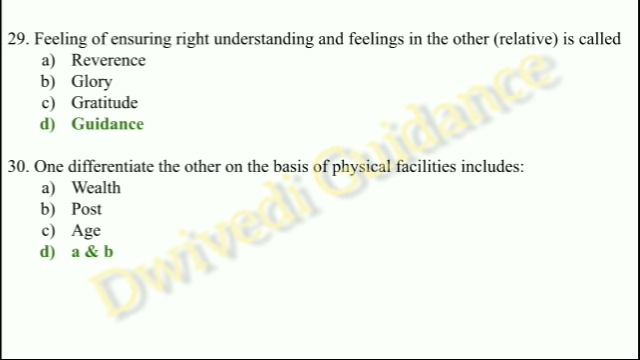 29. Feeling of ensuring right understanding and feelings in the other (relative) is called
a) Reverence
b) Glory
c) Gratitude
d) Guidance
30. One differentiate the other on the basis of physical facilities includes:
a) Wealth
b) Post
c) Age
d) a & b
Dwivedi Guidance